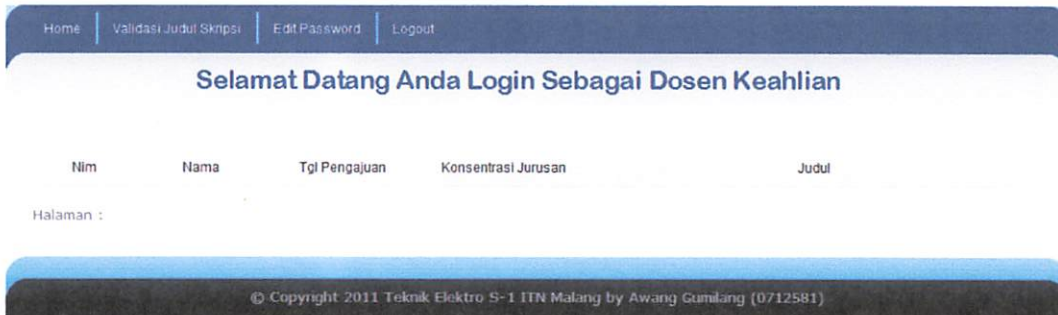 Home Validasi Judul Skripsi Edit Password Logout
Selamat Datang Anda Login Sebagai Dosen Keahlian
Nim Nama Tgl Pengajuan Konsentrasi Jurusan Judul
Halaman :
© Copyright 2011 Teknik Elektro S-1 ITN Malang by Awang Gumilang (0712581)